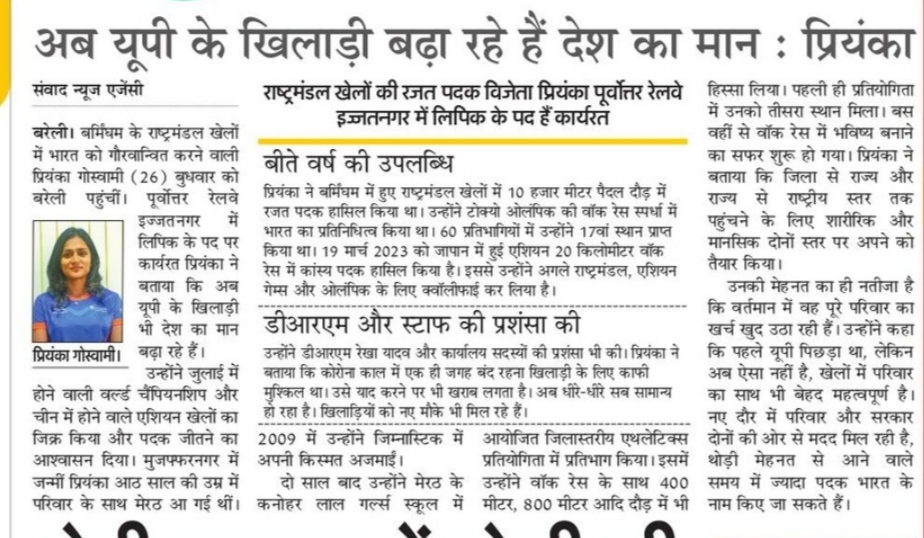 अब यूपी के खिलाड़ी बढ़ा रहे हैं देश का मान : प्रियंका
संवाद न्यूज एजेंसी
बरेली। बर्मिंघम के राष्ट्रमंडल खेलों
में भारत को गौरवान्वित करने वाली
प्रियंका गोस्वामी (26) बुधवार को
बरेली पहुंचीं। पूर्वोत्तर रेलवे
इज्जतनगर में
लिपिक के पद पर
कार्यरत प्रियंका ने
बताया कि अब
यूपी के खिलाड़ी
भी देश का मान
बढ़ा रहे हैं।
प्रियंका गोस्वामी।
उन्होंने जुलाई में
होने वाली वर्ल्ड चैंपियनशिप और
चीन में होने वाले एशियन खेलों का
जिक्र किया और पदक जीतने का
आश्वासन दिया। मुजफ्फरनगर में
जन्मीं प्रियंका आठ साल की उम्र में
परिवार के साथ मेरठ आ गई थीं।
राष्ट्रमंडल खेलों की रजत पदक विजेता प्रियंका पूर्वोत्तर रेलवे
इज्जतनगर में लिपिक के पद हैं कार्यरत
बीते वर्ष की उपलब्धि
प्रियंका ने बर्मिंघम में हुए राष्ट्रमंडल खेलों में 10 हजार मीटर पैदल दौड़ में
रजत पदक हासिल किया था। उन्होंने टोक्यो ओलंपिक की वॉक रेस स्पर्धा में
भारत का प्रतिनिधित्व किया था। 60 प्रतिभागियों में उन्होंने 17वां स्थान प्राप्त
किया था। 19 मार्च 2023 को जापान में हुई एशियन 20 किलोमीटर वॉक
रेस में कांस्य पदक हासिल किया है। इससे उन्होंने अगले राष्ट्रमंडल, एशियन
गेम्स और ओलंपिक के लिए क्वॉलीफाई कर लिया है।
डीआरएम और स्टाफ की प्रशंसा की
उन्होंने डीआरएम रेखा यादव और कार्यालय सदस्यों की प्रशंसा भी की। प्रियंका ने
बताया कि कोरोना काल में एक ही जगह बंद रहना खिलाड़ी के लिए काफी
मुश्किल था। उसे याद करने पर भी खराब लगता है। अब धीरे-धीरे सब सामान्य
हो रहा है। खिलाड़ियों को नए मौके भी मिल रहे हैं।
2009 में उन्होंने जिम्नास्टिक में
अपनी किस्मत अजमाईं।
दो साल बाद उन्होंने मेरठ के
कनोहर लाल गर्ल्स स्कूल में
आयोजित जिलास्तरीय एथलेटिक्स
प्रतियोगिता में प्रतिभाग किया। इसमें
उन्होंने वॉक रेस के साथ 400
मीटर, 800 मीटर आदि दौड़ में भी
हिस्सा लिया। पहली ही प्रतियोगिता
में उनको तीसरा स्थान मिला। बस
वहीं से वॉक रेस में भविष्य बनाने
का सफर शुरू हो गया। प्रियंका ने
बताया कि जिला से राज्य और
राज्य से राष्ट्रीय स्तर तक
पहुंचने के लिए शारीरिक और
मानसिक दोनों स्तर पर अपने को
तैयार किया।
उनकी मेहनत का ही नतीजा है
कि वर्तमान में वह पूरे परिवार का
खर्च खुद उठा रही हैं। उन्होंने कहा
कि पहले यूपी पिछड़ा था, लेकिन
अब ऐसा नहीं है, खेलों में परिवार
का साथ भी बेहद महत्वपूर्ण है।
नए दौर में परिवार और सरकार
दोनों की ओर से मदद मिल रही है,
थोड़ी मेहनत से आने वाले
समय में ज्यादा पदक भारत के
नाम किए जा सकते हैं।